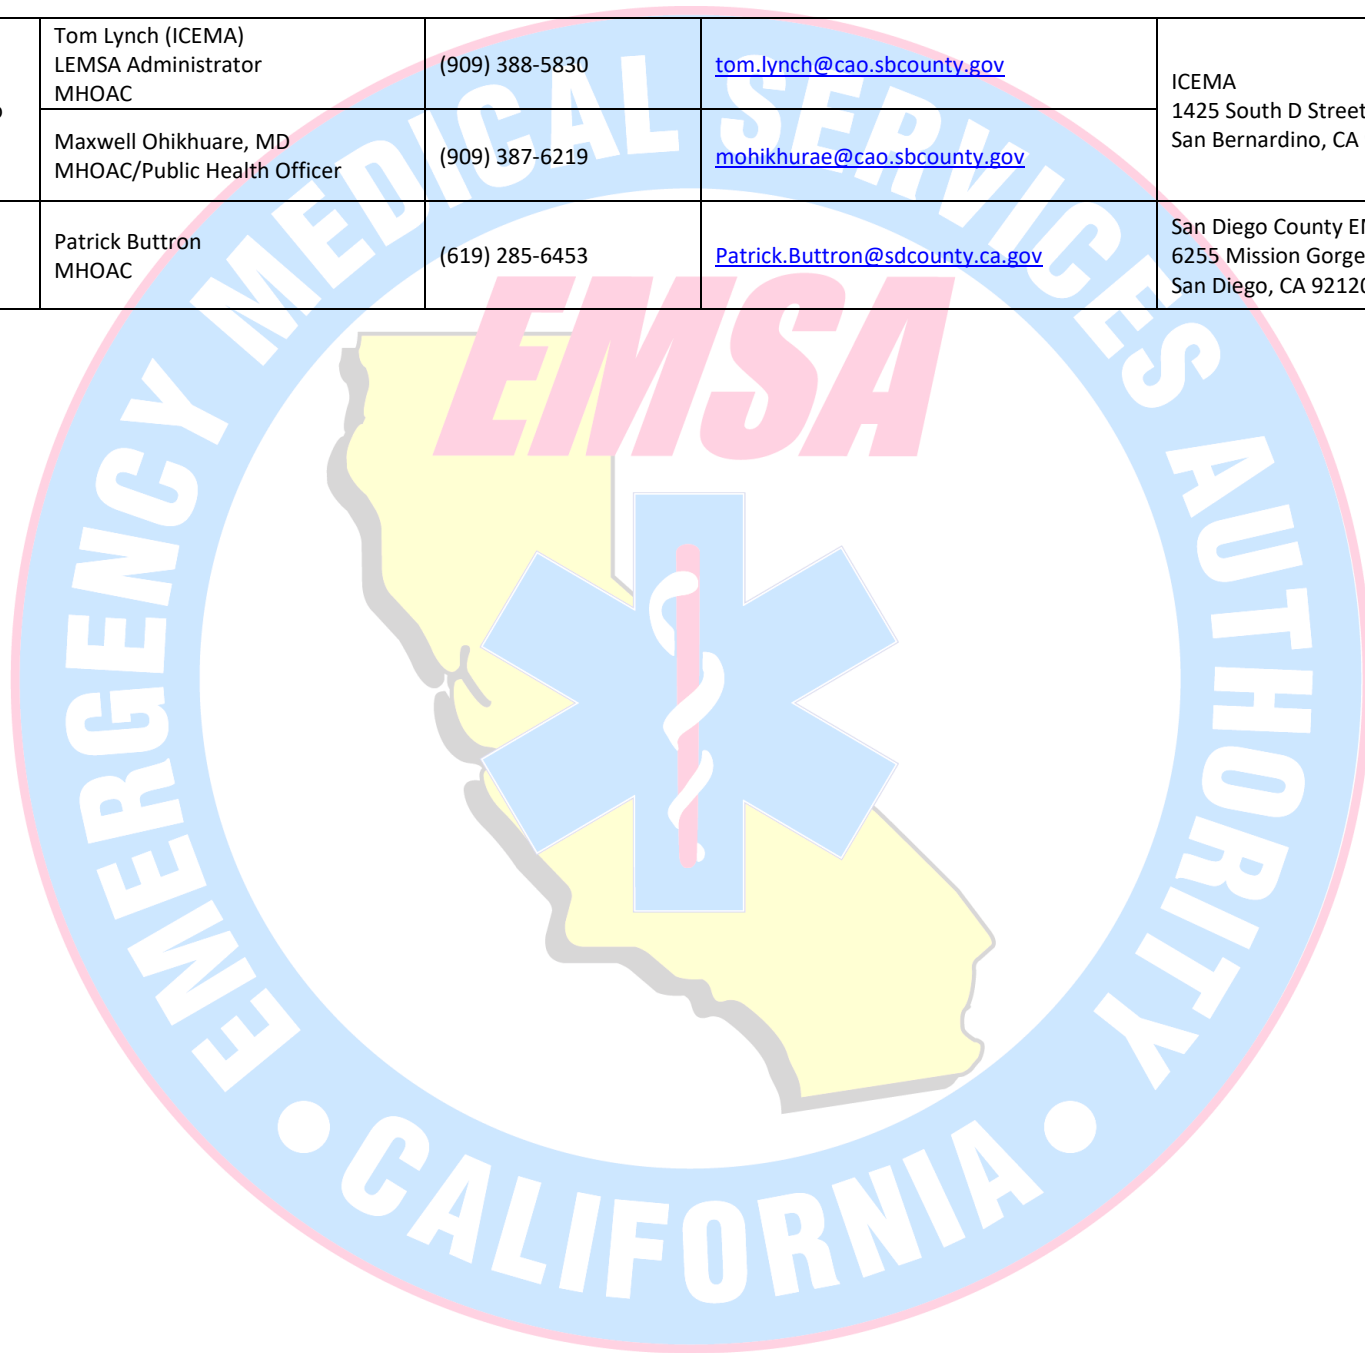 Tom Lynch (ICEMA)
LEMSA Administrator
MHOAC
(909) 388-5830
tom.lynch@cao.sbcounty.gov
ICEMA
1425 South D Street
San Bernardino, CA
Maxwell Ohikhuare, MD
MHOAC/Public Health Officer
(909) 387-6219
mohikhurae@cao.sbcounty.gov
Patrick Buttron
MHOAC
(619) 285-6453
Patrick.Buttron@sdcounty.ca.gov
San Diego County
6255 Mission Gorge
San Diego, CA 92120
EMERGENCY MEDICAL SERVICES AUTHORITY
EMSA
• CALIFORNIA •